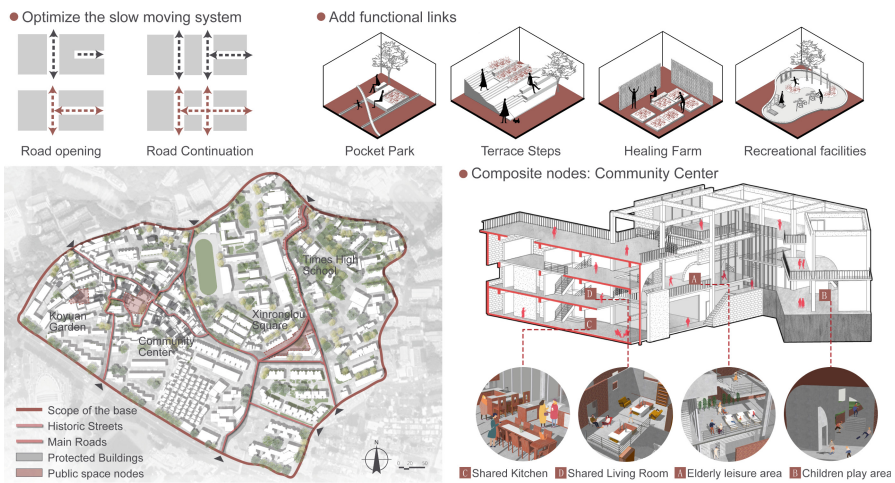 Optimize the slow moving system
Add functional links
Road opening
Road Continuation
Pocket Park
Terrace Steps
Healing Farm
Recreational facilities
Composite nodes: Community Center
Times High
School
Koyuan
Garden
Xinronglou
Square
Community
Center
Scope of the base
Historic Streets
Main Roads
Protected Buildings
Public space nodes
N
A
D
B
C
C Shared Kitchen
D Shared Living Room
A Elderly leisure area
B Children play area